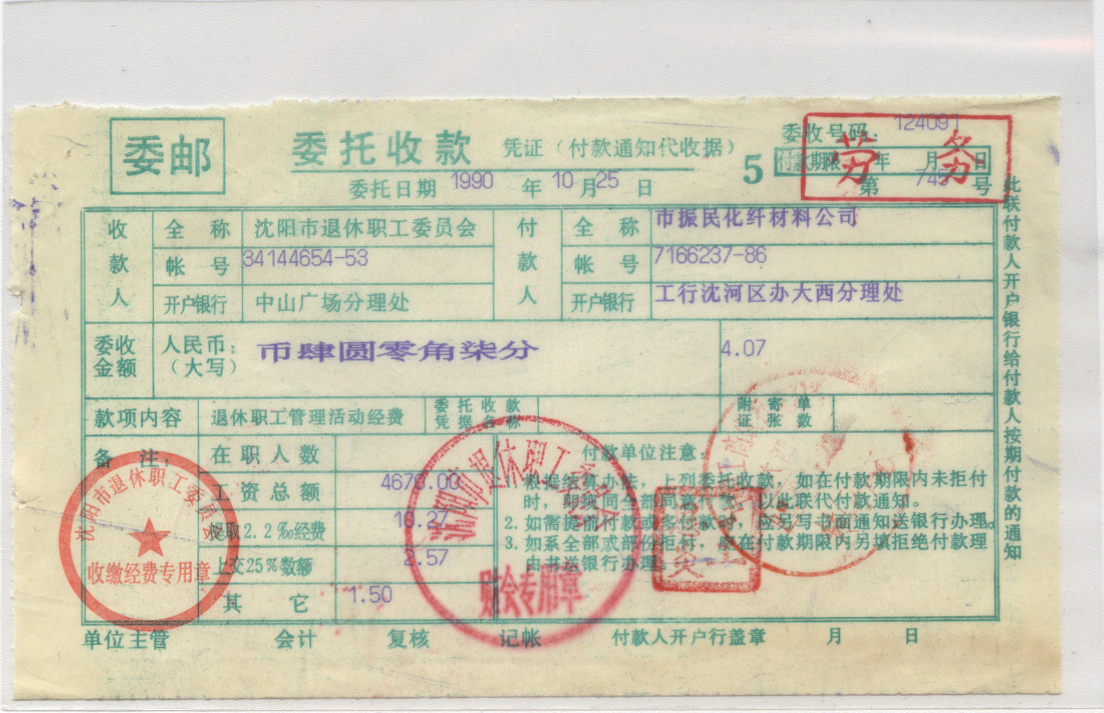 委邮
委托收款 凭证（付款通知代收据） 5
委收号码： 124091
付款期限 年 月 日
委托日期 1990 年 10 月 25 日 第 745 号
劳 务
收款人 全称 沈阳市退休职工委员会 付款人 全称 市振民化纤材料公司
帐号 34144654-53 帐号 7166237-86
开户银行 中山广场分理处 开户银行 工行沈河区办大西分理处
委收金额 人民币：（大写） 币肆圆零角柒分 4.07
款项内容 退休职工管理活动经费 委托收款凭据名称 附寄单证张数
备 注： 在职人数 付款单位注意：
工资总额 4670.00 根据结算办法，上列委托收款，如在付款期限内未拒付
时，即视同全部同意付款，以此联代付款通知。
提取2.2‰经费 10.27 2. 如需提前付款或多付款时，应另写书面通知送银行办理。
上交25%数额 2.57 3. 如系全部或部份拒付，应在付款期限内另填拒绝付款理
由书送银行办理。
其 它 1.50
单位主管 会计 复核 记帐 付款人开户行盖章 月 日
此联付款人开户银行给付款人按期付款的通知
沈阳市退休职工委员会
收缴经费专用章
沈阳市退休职工
财会专用章